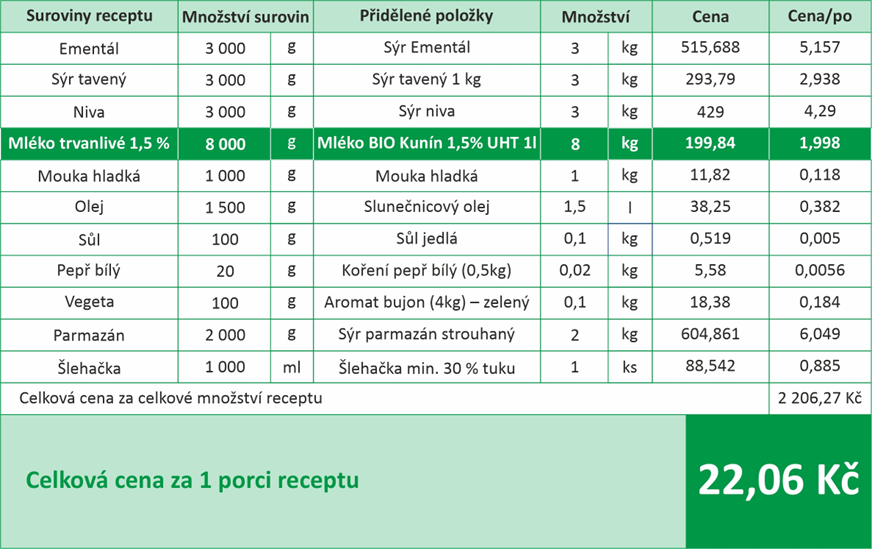 Suroviny receptu Množství surovin Přidělené položky Množství Cena Cena/po
Ementál 3 000 g Sýr Ementál 3 kg 515,688 5,157
Sýr tavený 3 000 g Sýr tavený 1 kg 3 kg 293,79 2,938
Niva 3 000 g Sýr niva 3 kg 429 4,29
Mléko trvanlivé 1,5 % 8 000 g Mléko BIO Kunín 1,5% UHT 1l 8 kg 199,84 1,998
Mouka hladká 1 000 g Mouka hladká 1 kg 11,82 0,118
Olej 1 500 g Slunečnicový olej 1,5 l 38,25 0,382
Sůl 100 g Sůl jedlá 0,1 kg 0,519 0,005
Pepř bílý 20 g Koření pepř bílý (0,5kg) 0,02 kg 5,58 0,0056
Vegeta 100 g Aromat bujon (4kg) – zelený 0,1 kg 18,38 0,184
Parmazán 2 000 g Sýr parmazán strouhaný 2 kg 604,861 6,049
Šlehačka 1 000 ml Šlehačka min. 30 % tuku 1 ks 88,542 0,885
Celková cena za celkové množství receptu 2 206,27 Kč
Celková cena za 1 porci receptu 22,06 Kč